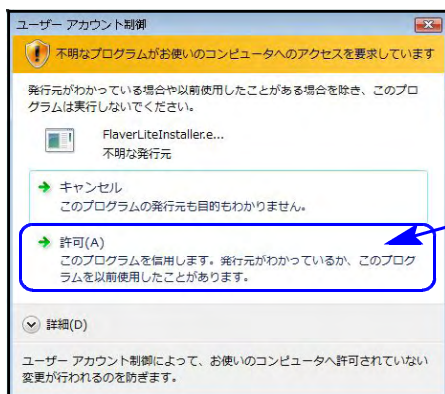 ユーザー アカウント制御
不明なプログラムがお使いのコンピュータへのアクセスを要求しています
発行元がわかっている場合や以前使用したことがある場合を除き、このプロ
グラムは実行しないでください。
FlaverLiteInstaller.e...
不明な発行元
キャンセル
このプログラムの発行元も目的もわかりません。
許可(A)
このプログラムを信用します。発行元がわかっているか、このプログ
ラムを以前使用したことがあります。
詳細(D)
ユーザー アカウント制御によって、お使いのコンピュータへ許可されていない
変更が行われるのを防ぎます。